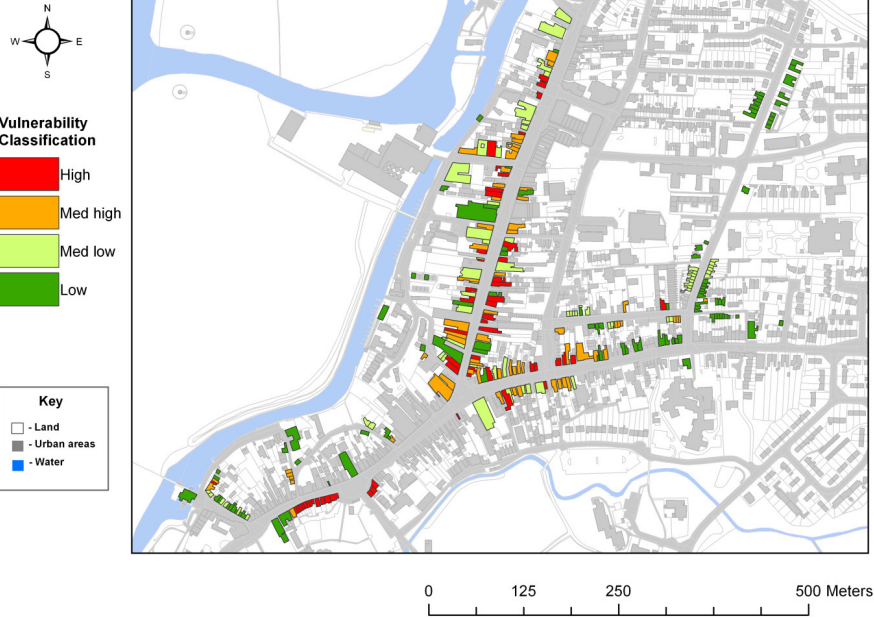 N
W E
S
Vulnerability
Classification
High
Med high
Med low
Low
Key
- Land
- Urban areas
- Water
0 125 250 500 Meters